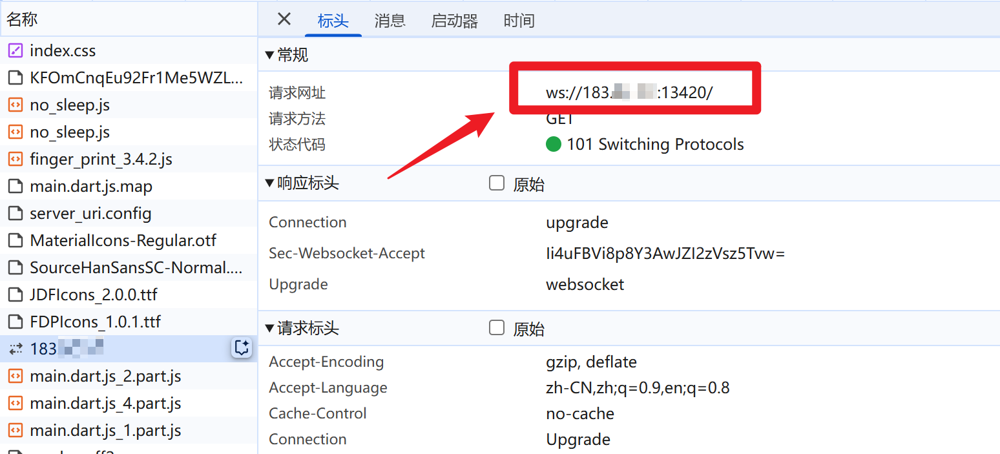 名称
index.css
KFOmCnqEu92Fr1Me5WZL...
no_sleep.js
no_sleep.js
finger_print_3.4.2.js
main.dart.js.map
server_uri.config
MaterialIcons-Regular.otf
SourceHanSansSC-Normal....
JDFIcons_2.0.0.ttf
FDPIcons_1.0.1.ttf
183
main.dart.js_2.part.js
main.dart.js_4.part.js
main.dart.js_1.part.js
标头 消息 启动器 时间
常规
请求网址 ws://183. :13420/
请求方法 GET
状态代码 101 Switching Protocols
响应标头 原始
Connection upgrade
Sec-Websocket-Accept Ii4uFBVi8p8Y3AwJZI2zVsz5Tvw=
Upgrade websocket
请求标头 原始
Accept-Encoding gzip, deflate
Accept-Language zh-CN,zh;q=0.9,en;q=0.8
Cache-Control no-cache
Connection Upgrade